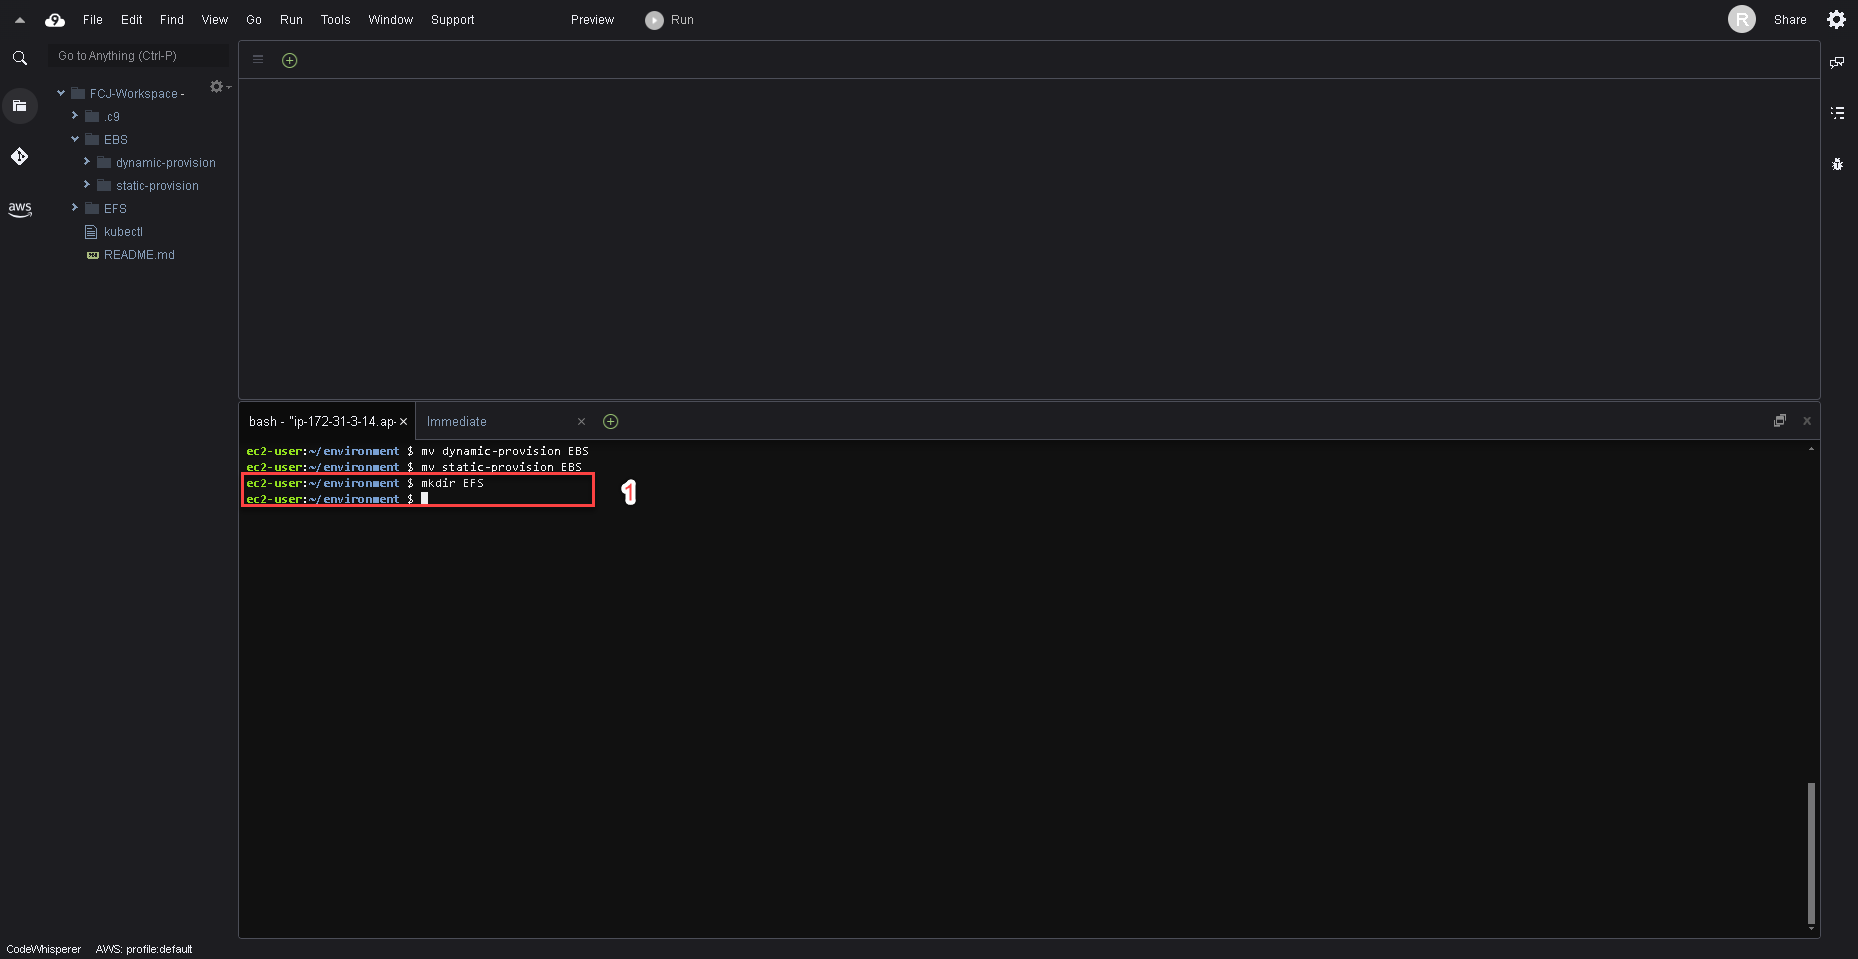 File Edit Find View Go Run Tools Window Support Preview Run R Share
Go to Anything (Ctrl-P)
FCJ-Workspace -
.c9
EBS
dynamic-provision
static-provision
EFS
kubectl
README.md
aws
bash - "ip-172-31-3-14.ap- Immediate
ec2-user:~/environment $ mv dynamic-provision EBS
ec2-user:~/environment $ mv static-provision EBS
ec2-user:~/environment $ mkdir EFS
ec2-user:~/environment $
1
CodeWhisperer AWS: profile:default